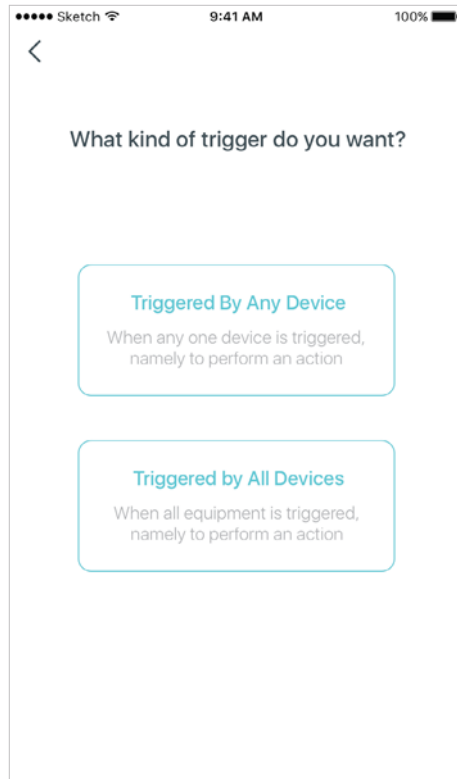 Sketch 9:41 AM 100%
What kind of trigger do you want?
Triggered By Any Device
When any one device is triggered,
namely to perform an action
Triggered by All Devices
When all equipment is triggered,
namely to perform an action